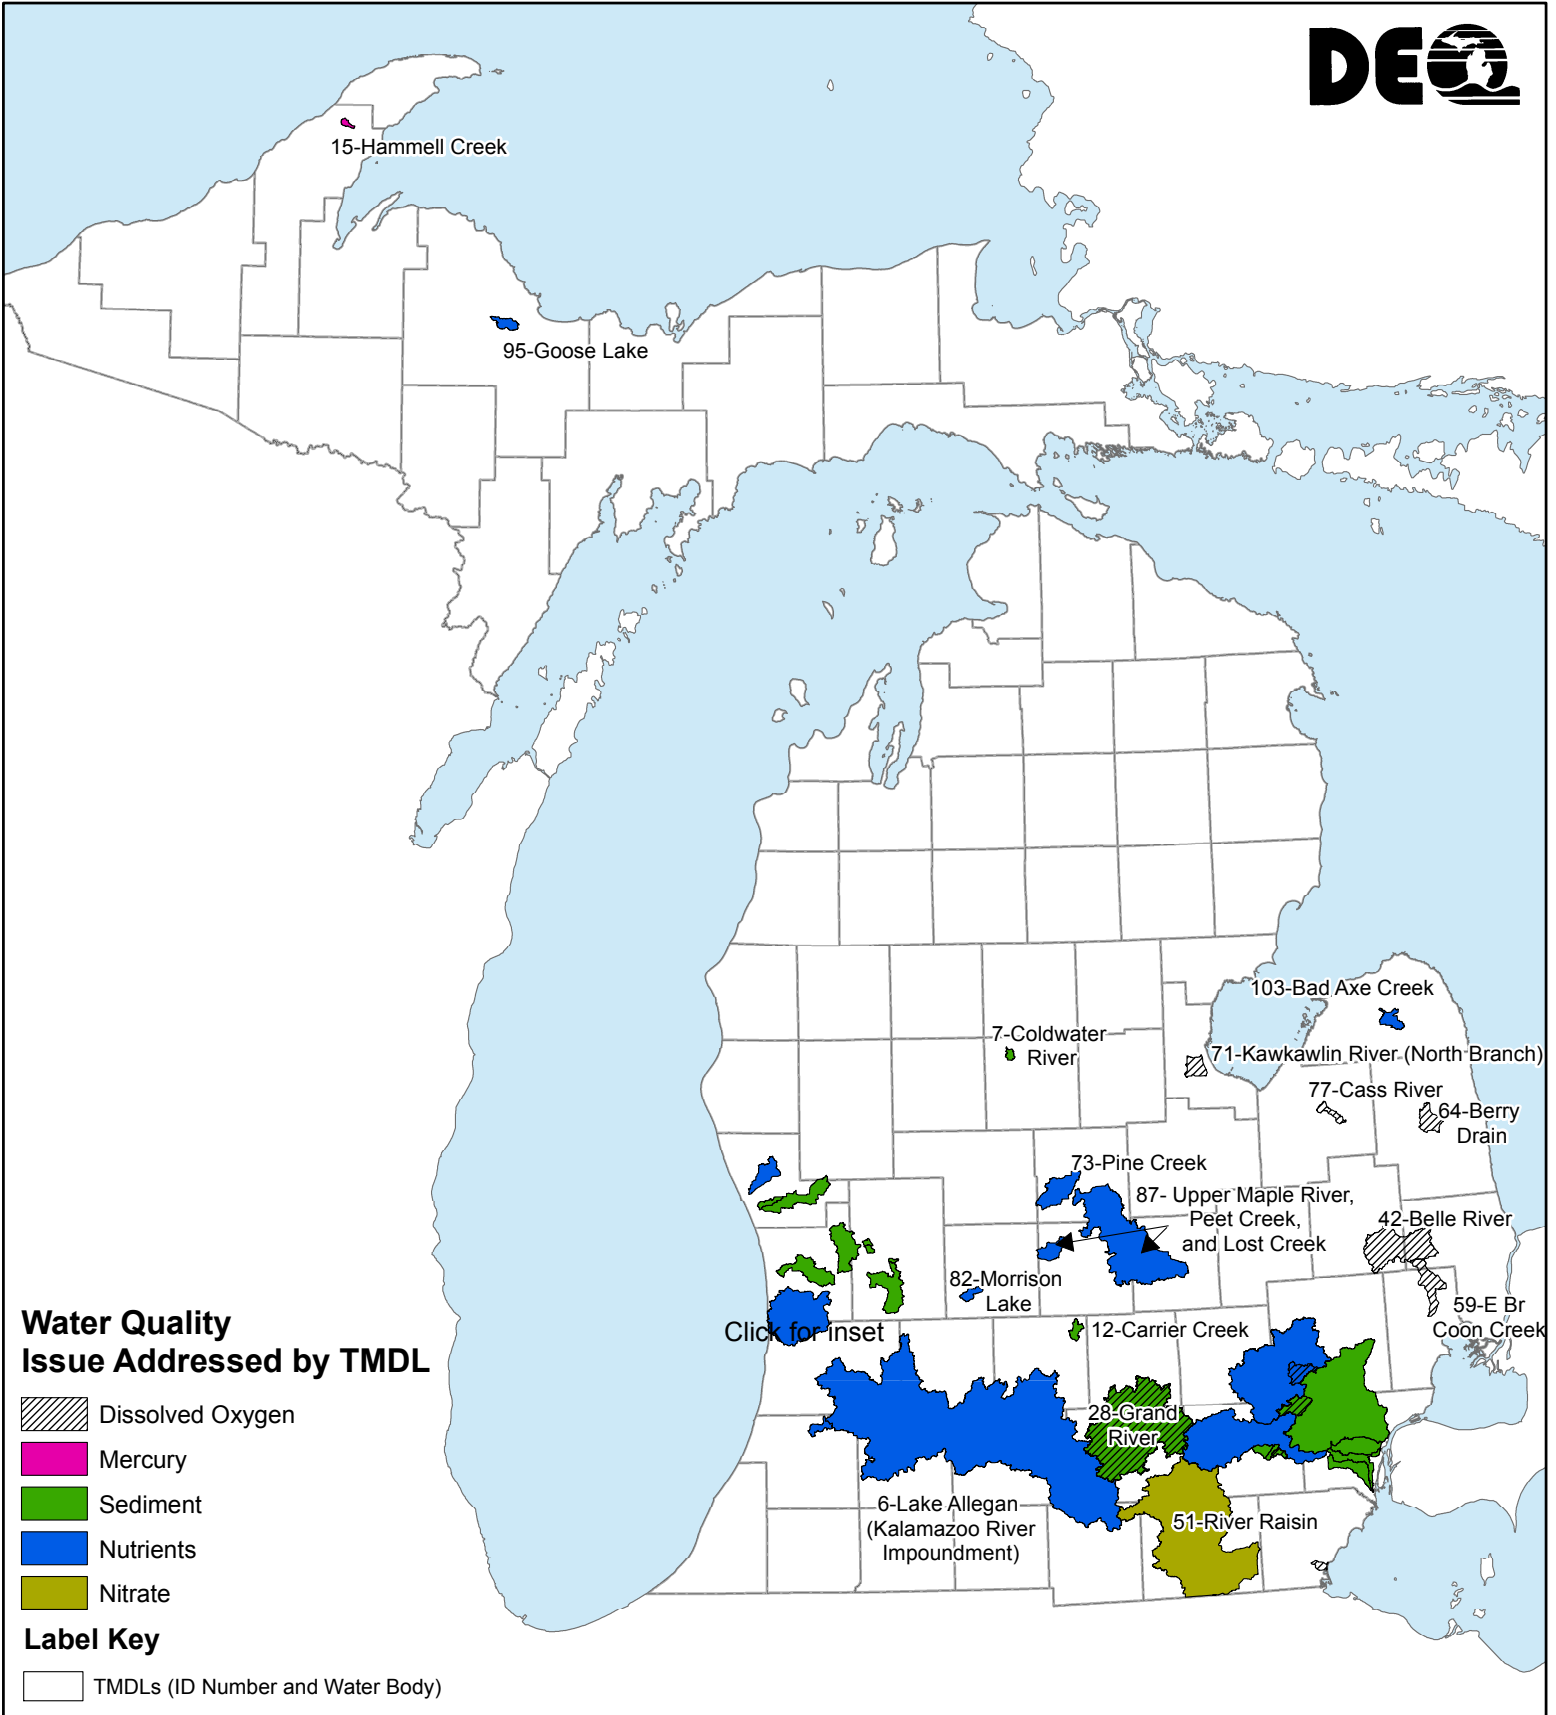 DEQ
15-Hammell Creek
95-Goose Lake
103-Bad Axe Creek
7-Coldwater
River
71-Kawkawlin River (North Branch)
77-Cass River
64-Berry
Drain
73-Pine Creek
87- Upper Maple River,
Peet Creek,
and Lost Creek
42-Belle River
82-Morrison
Lake
59-E Br
Coon Creek
Click for inset
12-Carrier Creek
28-Grand
River
6-Lake Allegan
(Kalamazoo River
Impoundment)
51-River Raisin
Water Quality
Issue Addressed by TMDL
Dissolved Oxygen
Mercury
Sediment
Nutrients
Nitrate
Label Key
TMDLs (ID Number and Water Body)